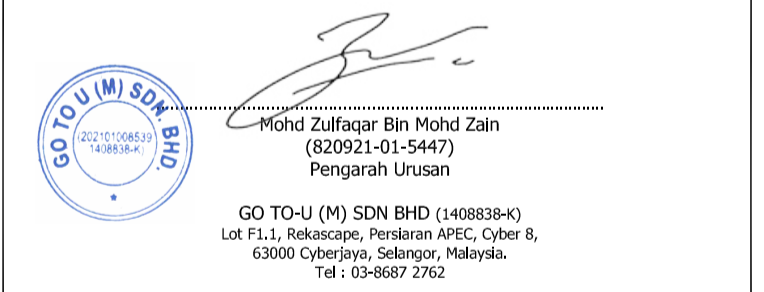 GO TO U (M) SDN. BHD.
(202101008539
1408838-K)
Mohd Zulfaqar Bin Mohd Zain
(820921-01-5447)
Pengarah Urusan
GO TO-U (M) SDN BHD (1408838-K)
Lot F1.1, Rekascape, Persiaran APEC, Cyber 8,
63000 Cyberjaya, Selangor, Malaysia.
Tel : 03-8687 2762